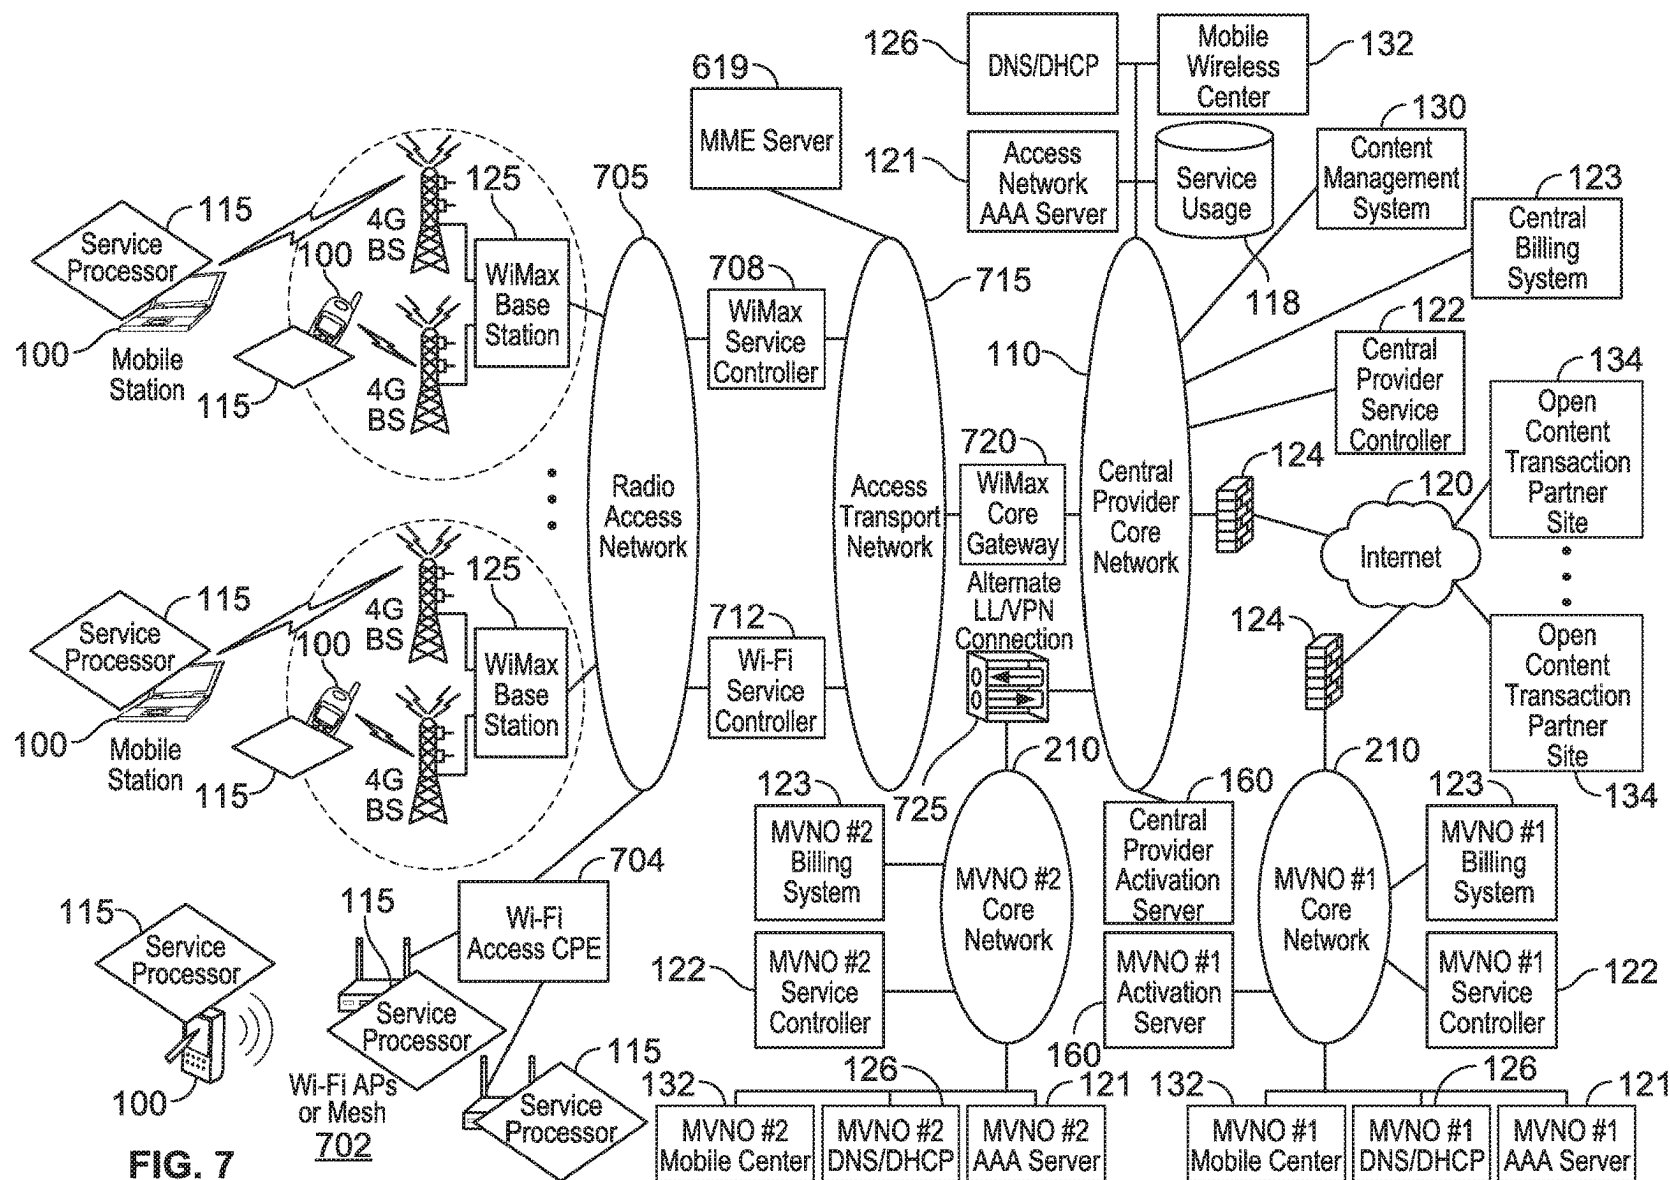 126
DNS/DHCP
Mobile
Wireless
Center
132
619
MME Server
121
Access
Network
AAA Server
Service
Usage
118
130
Content
Management
System
123
Central
Billing
System
115
Service
Processor
100
Mobile
Station
100
115
4G
BS
4G
BS
125
WiMax
Base
Station
705
Radio
Access
Network
708
WiMax
Service
Controller
715
Access
Transport
Network
110
Central
Provider
Core
Network
720
WiMax
Core
Gateway
122
Central
Provider
Service
Controller
124
120
Internet
134
Open
Content
Transaction
Partner
Site
115
Service
Processor
100
Mobile
Station
100
115
4G
BS
4G
BS
125
WiMax
Base
Station
712
Wi-Fi
Service
Controller
Alternate
LL/VPN
Connection
725
124
Open
Content
Transaction
Partner
Site
134
210
123
MVNO #2
Billing
System
MVNO #2
Core
Network
122
MVNO #2
Service
Controller
160
Central
Provider
Activation
Server
MVNO #1
Activation
Server
160
210
MVNO #1
Core
Network
123
MVNO #1
Billing
System
MVNO #1
Service
Controller
122
115
Service
Processor
100
704
Wi-Fi
Access CPE
115
Service
Processor
115
Service
Processor
Wi-Fi APs
or Mesh
702
132
MVNO #2
Mobile Center
126
MVNO #2
DNS/DHCP
121
MVNO #2
AAA Server
132
MVNO #1
Mobile Center
126
MVNO #1
DNS/DHCP
121
MVNO #1
AAA Server
FIG. 7